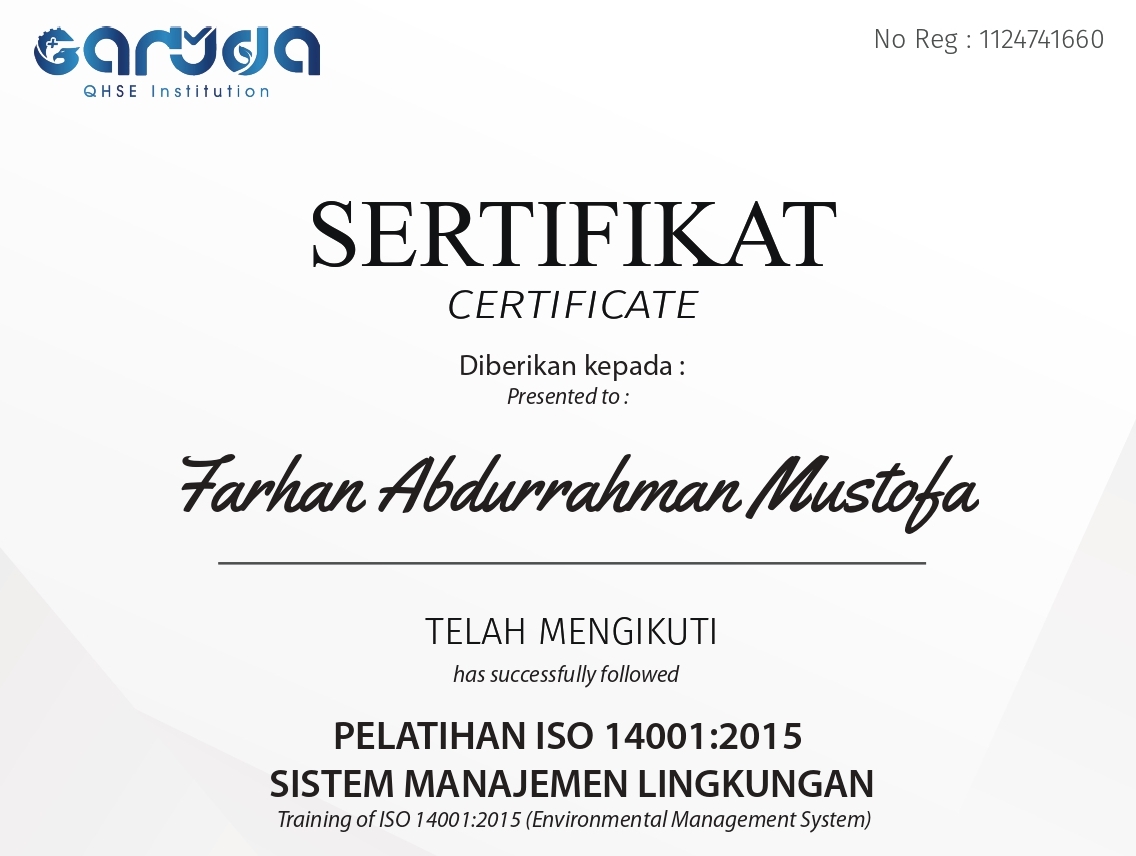 Garuda
QHSE Institution
No Reg : 1124741660
SERTIFIKAT
CERTIFICATE
Diberikan kepada :
Presented to :
Farhan Abdurrahman Mustofa
TELAH MENGIKUTI
has successfully followed
PELATIHAN ISO 14001:2015
SISTEM MANAJEMEN LINGKUNGAN
Training of ISO 14001:2015 (Environmental Management System)